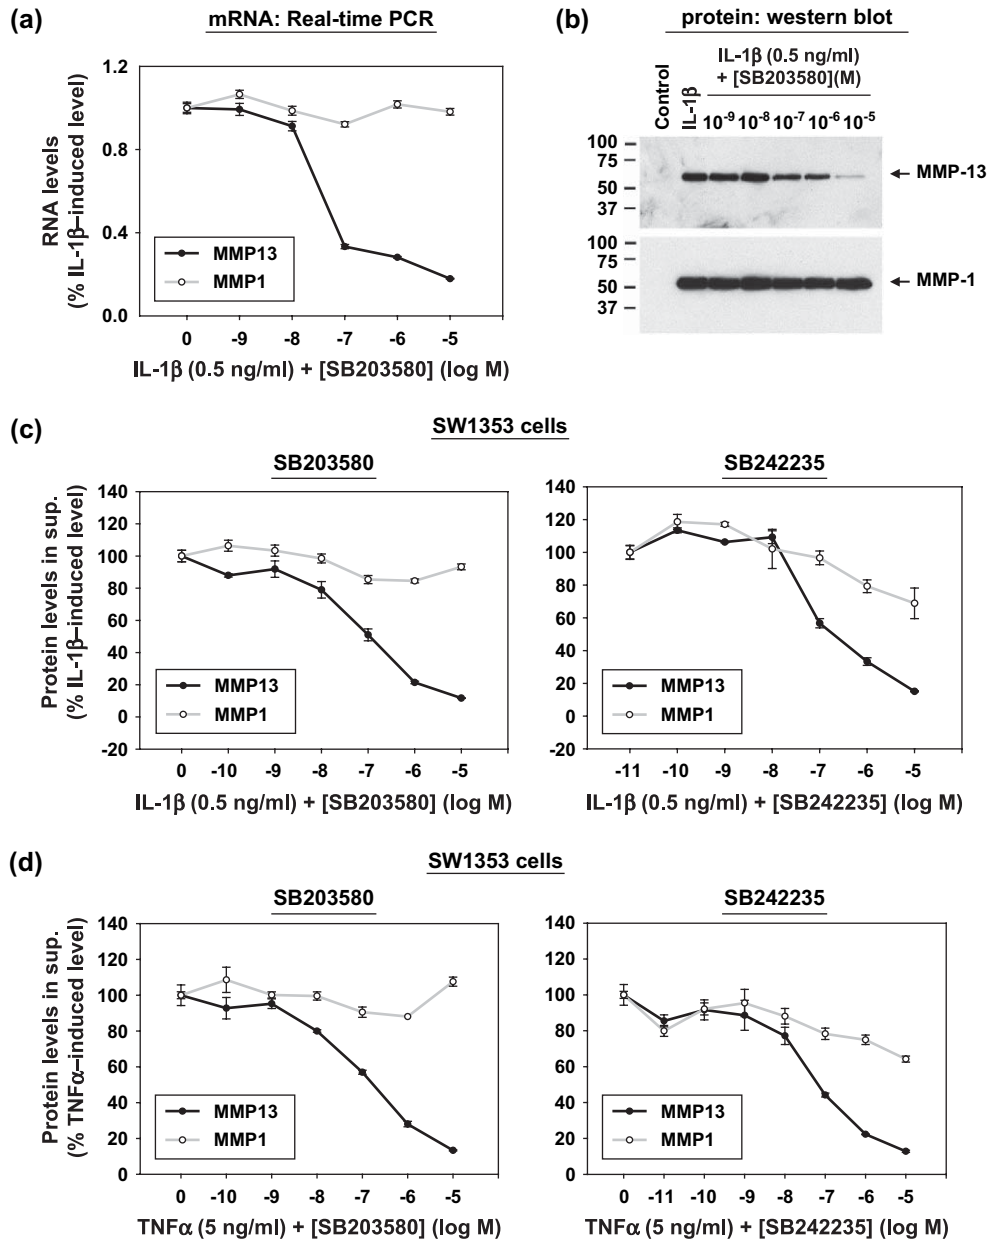 (a)
mRNA: Real-time PCR
RNA levels
(% IL-1β–induced level)
1.2
0.8
0.4
0.0
MMP13
MMP1
0 -9 -8 -7 -6 -5
IL-1β (0.5 ng/ml) + [SB203580] (log M)
(b)
protein: western blot
IL-1β (0.5 ng/ml)
+ [SB203580](M)
Control
IL-1β
10-9 10-8 10-7 10-6 10-5
100
75
50
37
MMP-13
100
75
50
37
MMP-1
(c)
SW1353 cells
SB203580
Protein levels in sup.
(% IL-1β–induced level)
140
120
100
80
60
40
20
0
-20
MMP13
MMP1
0 -10 -9 -8 -7 -6 -5
IL-1β (0.5 ng/ml) + [SB203580] (log M)
SB242235
140
120
100
80
60
40
20
0
-20
MMP13
MMP1
-11 -10 -9 -8 -7 -6 -5
IL-1β (0.5 ng/ml) + [SB242235] (log M)
(d)
SW1353 cells
SB203580
Protein levels in sup.
(% TNFα–induced level)
140
120
100
80
60
40
20
0
MMP13
MMP1
0 -10 -9 -8 -7 -6 -5
TNFα (5 ng/ml) + [SB203580] (log M)
SB242235
140
120
100
80
60
40
20
0
MMP13
MMP1
0 -11 -10 -9 -8 -7 -6 -5
TNFα (5 ng/ml) + [SB242235] (log M)